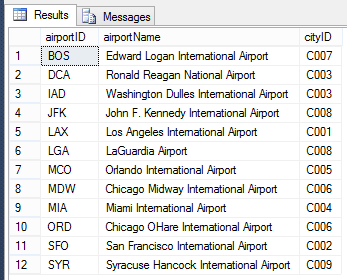 Results Messages
airportID airportName cityID
1 BOS Edward Logan International Airport C007
2 DCA Ronald Reagan National Airport C003
3 IAD Washington Dulles International Airport C003
4 JFK John F. Kennedy International Airport C008
5 LAX Los Angeles International Airport C001
6 LGA LaGuardia Airport C008
7 MCO Orlando International Airport C005
8 MDW Chicago Midway International Airport C006
9 MIA Miami International Airport C004
10 ORD Chicago OHare International Airport C006
11 SFO San Francisco International Airport C002
12 SYR Syracuse Hancock International Airport C009